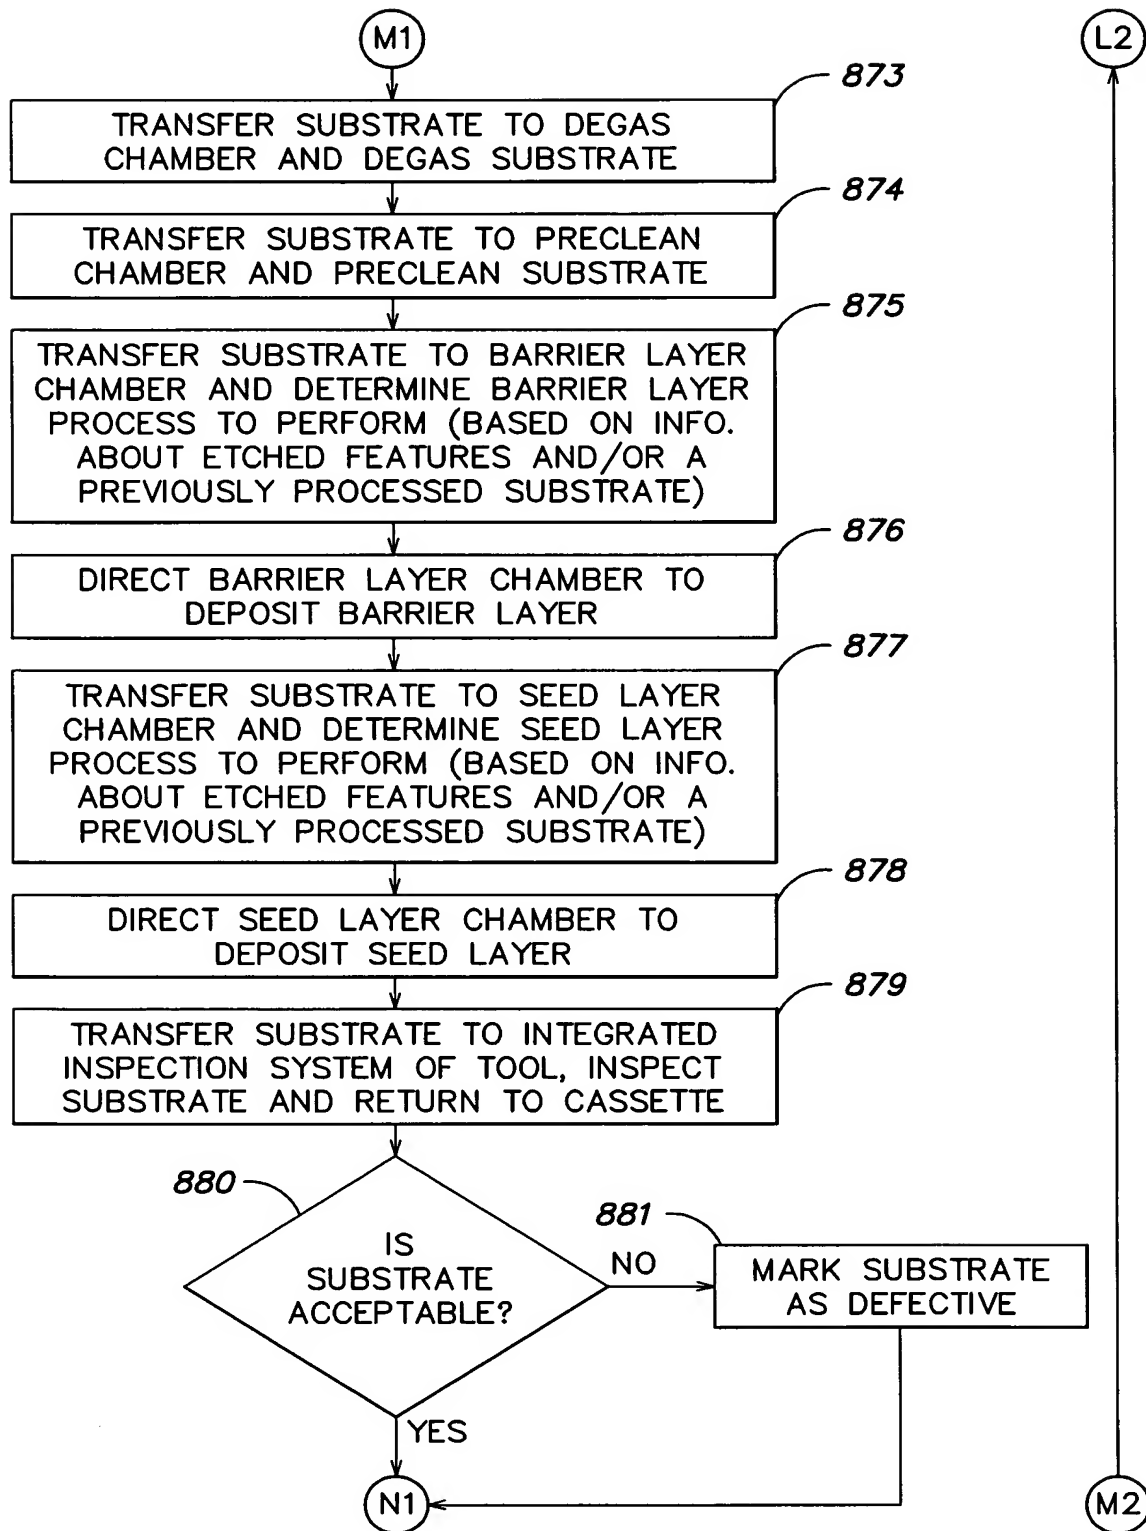 M1
L2
873
TRANSFER SUBSTRATE TO DEGAS
CHAMBER AND DEGAS SUBSTRATE
874
TRANSFER SUBSTRATE TO PRECLEAN
CHAMBER AND PRECLEAN SUBSTRATE
875
TRANSFER SUBSTRATE TO BARRIER LAYER
CHAMBER AND DETERMINE BARRIER LAYER
PROCESS TO PERFORM (BASED ON INFO.
ABOUT ETCHED FEATURES AND/OR A
PREVIOUSLY PROCESSED SUBSTRATE)
876
DIRECT BARRIER LAYER CHAMBER TO
DEPOSIT BARRIER LAYER
877
TRANSFER SUBSTRATE TO SEED LAYER
CHAMBER AND DETERMINE SEED LAYER
PROCESS TO PERFORM (BASED ON INFO.
ABOUT ETCHED FEATURES AND/OR A
PREVIOUSLY PROCESSED SUBSTRATE)
878
DIRECT SEED LAYER CHAMBER TO
DEPOSIT SEED LAYER
879
TRANSFER SUBSTRATE TO INTEGRATED
INSPECTION SYSTEM OF TOOL, INSPECT
SUBSTRATE AND RETURN TO CASSETTE
880
IS
SUBSTRATE
ACCEPTABLE?
NO
881
MARK SUBSTRATE
AS DEFECTIVE
YES
N1
M2